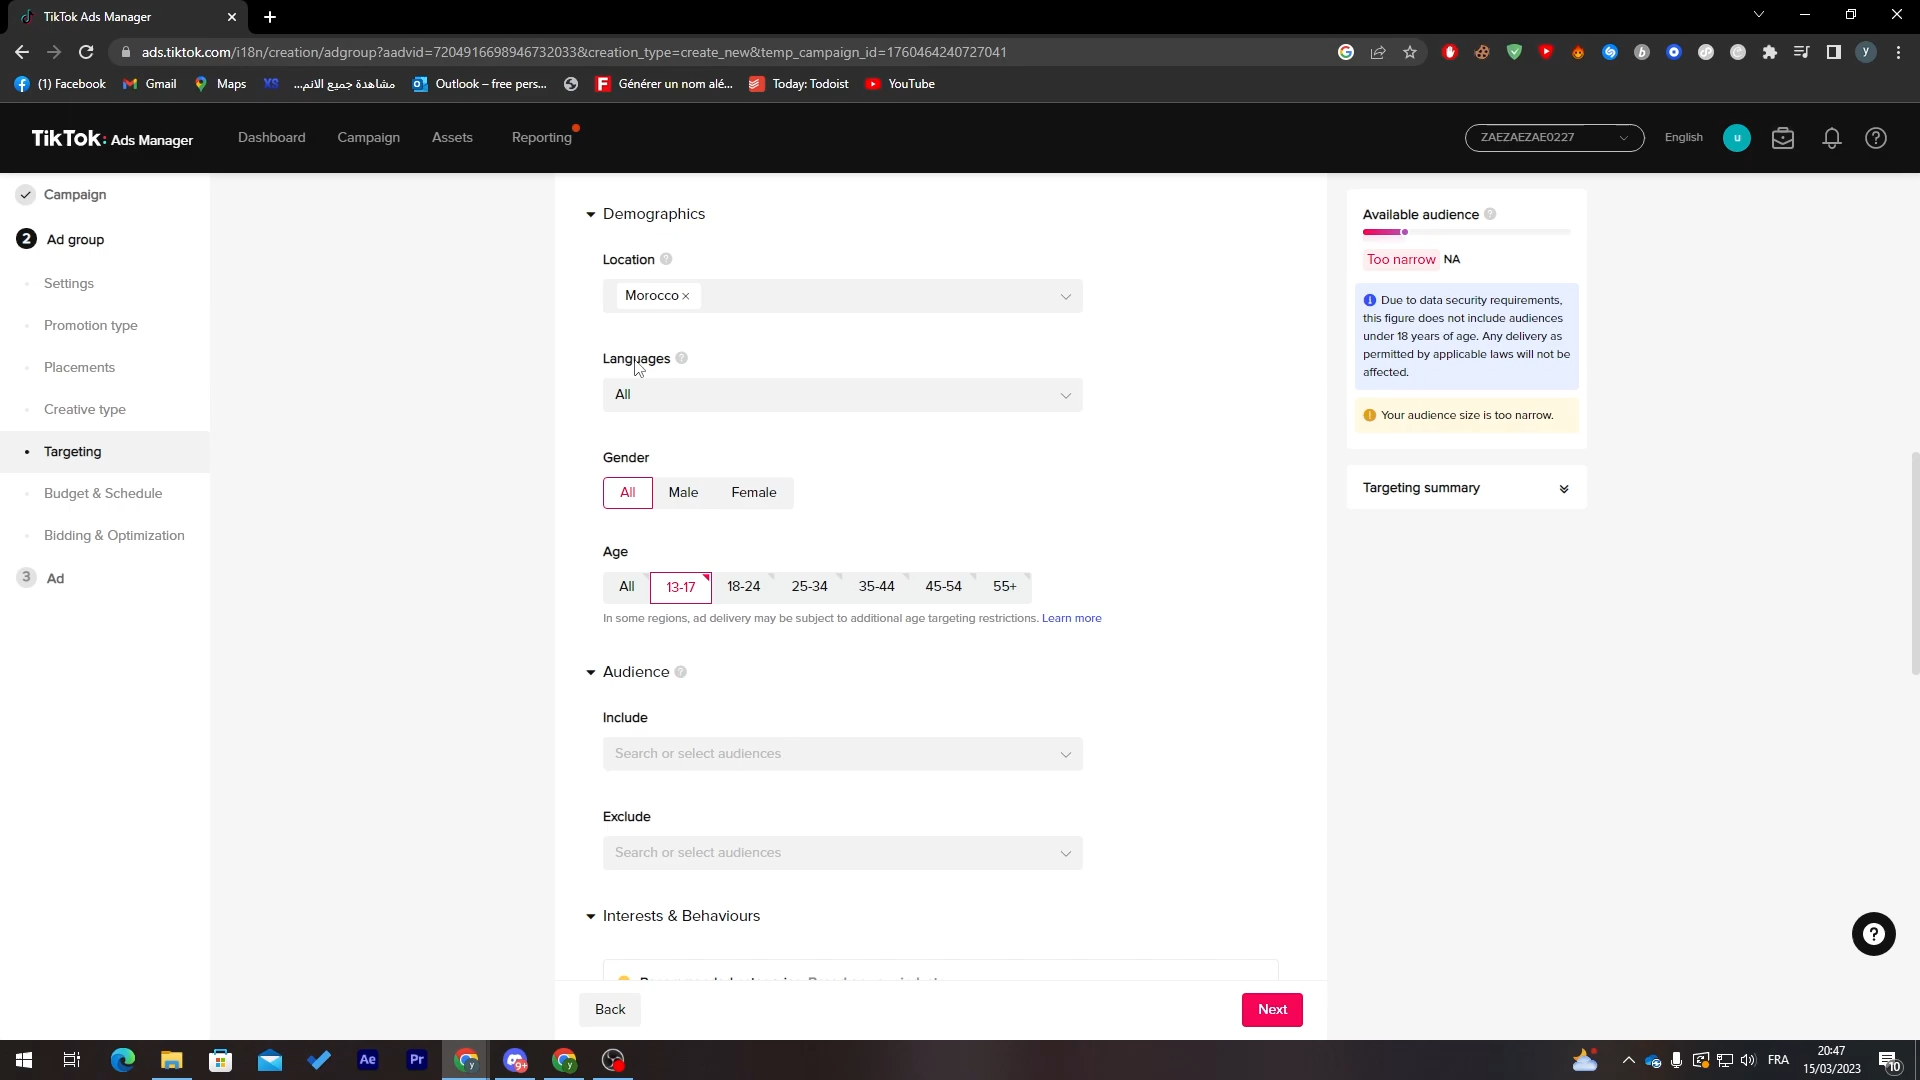 TikTok Ads Manager
ads.tiktok.com/i18n/creation/adgroup?aadvid=7204916698946732033&creation_type=create_new&temp_campaign_id=1760464240727041
(1) Facebook
Gmail
Maps
XS
مشاهدة جميع الانم...
Outlook – free pers...
Générer un nom alé...
Today: Todoist
YouTube
TikTok: Ads Manager
Dashboard
Campaign
Assets
Reporting
ZAEZAEZAE0227
English
u
Campaign
2 Ad group
Settings
Promotion type
Placements
Creative type
Targeting
Budget & Schedule
Bidding & Optimization
3 Ad
Demographics
Location
Morocco ×
Languages
All
Gender
All Male Female
Age
All 13-17 18-24 25-34 35-44 45-54 55+
In some regions, ad delivery may be subject to additional age targeting restrictions. Learn more
Audience
Include
Search or select audiences
Exclude
Search or select audiences
Interests & Behaviours
Back
Next
Available audience
Too narrow NA
Due to data security requirements,
this figure does not include audiences
under 18 years of age. Any delivery as
permitted by applicable laws will not be
affected.
Your audience size is too narrow.
Targeting summary
Ae
Pr
9+
FRA
20:47
15/03/2023
10